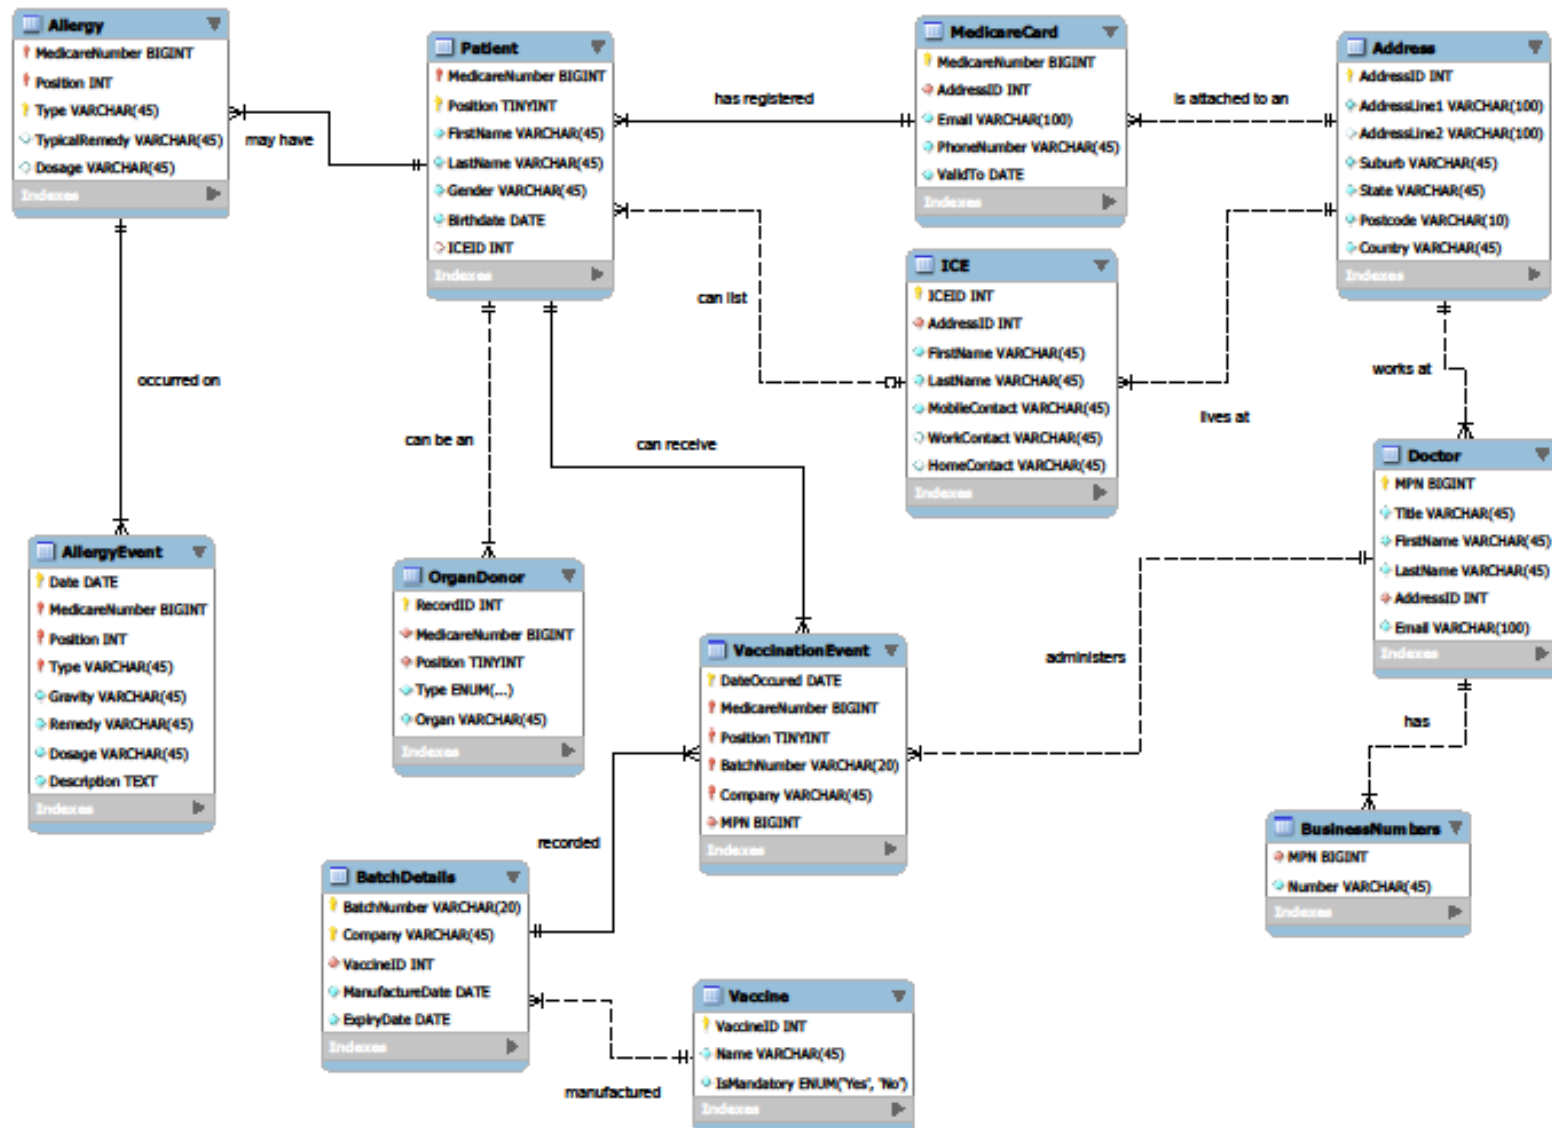 Allergy
MedicareNumber BIGINT
Position INT
Type VARCHAR(45)
TypicalRemedy VARCHAR(45)
Dosage VARCHAR(45)
Indexes
may have
Patient
MedicareNumber BIGINT
Position TINYINT
FirstName VARCHAR(45)
LastName VARCHAR(45)
Gender VARCHAR(45)
Birthdate DATE
ICEID INT
Indexes
has registered
MedicareCard
MedicareNumber BIGINT
AddressID INT
Email VARCHAR(100)
PhoneNumber VARCHAR(45)
ValidTo DATE
Indexes
is attached to an
Address
AddressID INT
AddressLine1 VARCHAR(100)
AddressLine2 VARCHAR(100)
Suburb VARCHAR(45)
State VARCHAR(45)
Postcode VARCHAR(10)
Country VARCHAR(45)
Indexes
can list
ICE
ICEID INT
AddressID INT
FirstName VARCHAR(45)
LastName VARCHAR(45)
MobileContact VARCHAR(45)
WorkContact VARCHAR(45)
HomeContact VARCHAR(45)
Indexes
lives at
works at
occurred on
can be an
can receive
Doctor
MPN BIGINT
Title VARCHAR(45)
FirstName VARCHAR(45)
LastName VARCHAR(45)
AddressID INT
Email VARCHAR(100)
Indexes
AllergyEvent
Date DATE
MedicareNumber BIGINT
Position INT
Type VARCHAR(45)
Gravity VARCHAR(45)
Remedy VARCHAR(45)
Dosage VARCHAR(45)
Description TEXT
Indexes
OrganDonor
RecordID INT
MedicareNumber BIGINT
Position TINYINT
Type ENUM(...)
Organ VARCHAR(45)
Indexes
VaccinationEvent
DateOccured DATE
MedicareNumber BIGINT
Position TINYINT
BatchNumber VARCHAR(20)
Company VARCHAR(45)
MPN BIGINT
Indexes
administers
has
BusinessNumbers
MPN BIGINT
Number VARCHAR(45)
Indexes
recorded
BatchDetails
BatchNumber VARCHAR(20)
Company VARCHAR(45)
VaccineID INT
ManufactureDate DATE
ExpiryDate DATE
Indexes
manufactured
Vaccine
VaccineID INT
Name VARCHAR(45)
IsMandatory ENUM('Yes', 'No')
Indexes